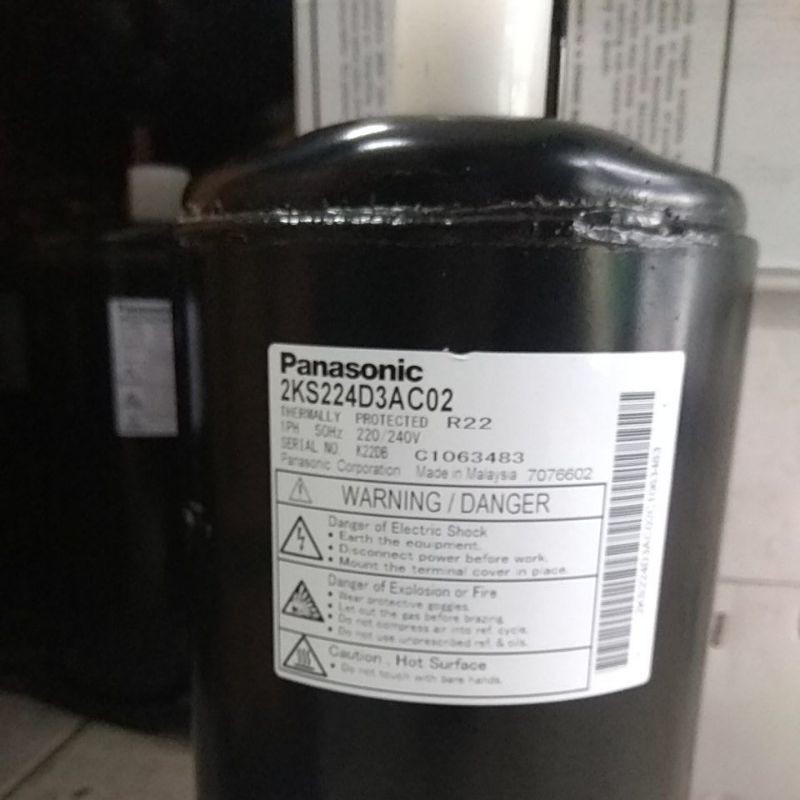 Panasonic
2KS224D3AC02
THERMALLY PROTECTED R22
1PH 50Hz 220/240V
SERIAL NO. K22D6 C1063483
Panasonic Corporation Made in Malaysia 7076602
WARNING / DANGER
Danger of Electric Shock
• Earth the equipment.
• Disconnect power before work.
• Mount the terminal cover in place.
Danger of Explosion or Fire
• Wear protective goggles.
• Let out the gas before brazing.
• Do not compress air into ref. cycle.
• Do not use unprescribed ref. & oils.
Caution , Hot Surface
• Do not touch with bare hands.
2KS224D3AC02C1063483
Panasonic